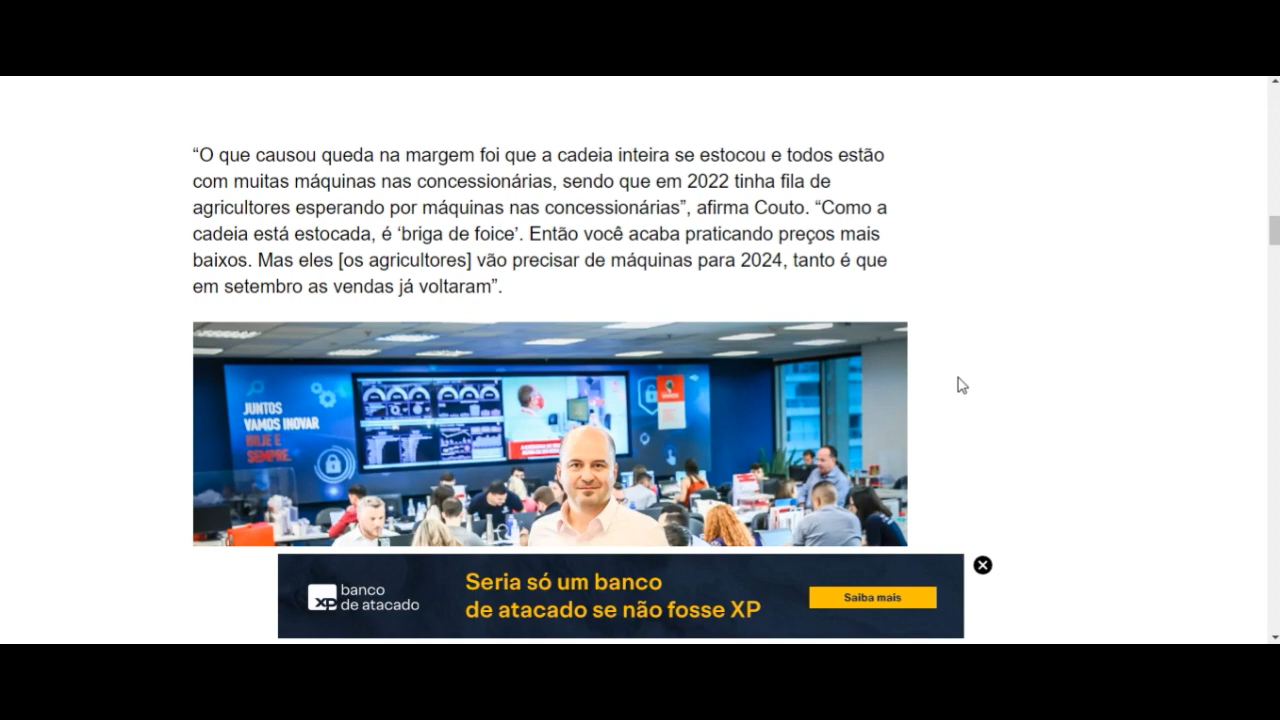 “O que causou queda na margem foi que a cadeia inteira se estocou e todos estão
com muitas máquinas nas concessionárias, sendo que em 2022 tinha fila de
agricultores esperando por máquinas nas concessionárias”, afirma Couto. “Como a
cadeia está estocada, é ‘briga de foice’. Então você acaba praticando preços mais
baixos. Mas eles [os agricultores] vão precisar de máquinas para 2024, tanto é que
em setembro as vendas já voltaram”.
JUNTOS
VAMOS INOVAR
HOJE E
SEMPRE.
XP banco
de atacado
Seria só um banco
de atacado se não fosse XP
Saiba mais